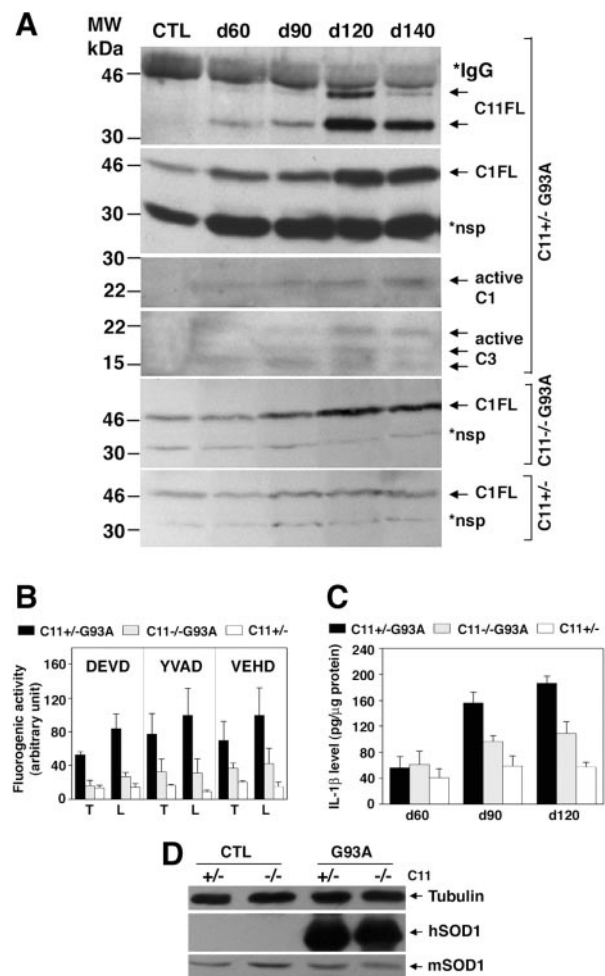 A
MW kDa CTL d60 d90 d120 d140
46
30
*IgG
C11FL
46
30
C1FL
*nsp
30
22
active C1
22
15
active C3
C11+/- G93A
46
30
C1FL
*nsp
C11-/- G93A
46
30
C1FL
*nsp
C11+/-
B
C11+/-G93A C11-/-G93A C11+/-
DEVD YVAD VEHD
Fluorogenic activity
(arbitrary unit)
160
120
80
40
0
T L T L T L
C
C11+/-G93A C11-/-G93A C11+/-
IL-1β level (pg/μg protein)
240
200
160
120
80
40
0
d60 d90 d120
D
CTL G93A
+/- -/- +/- -/- C11
Tubulin
hSOD1
mSOD1